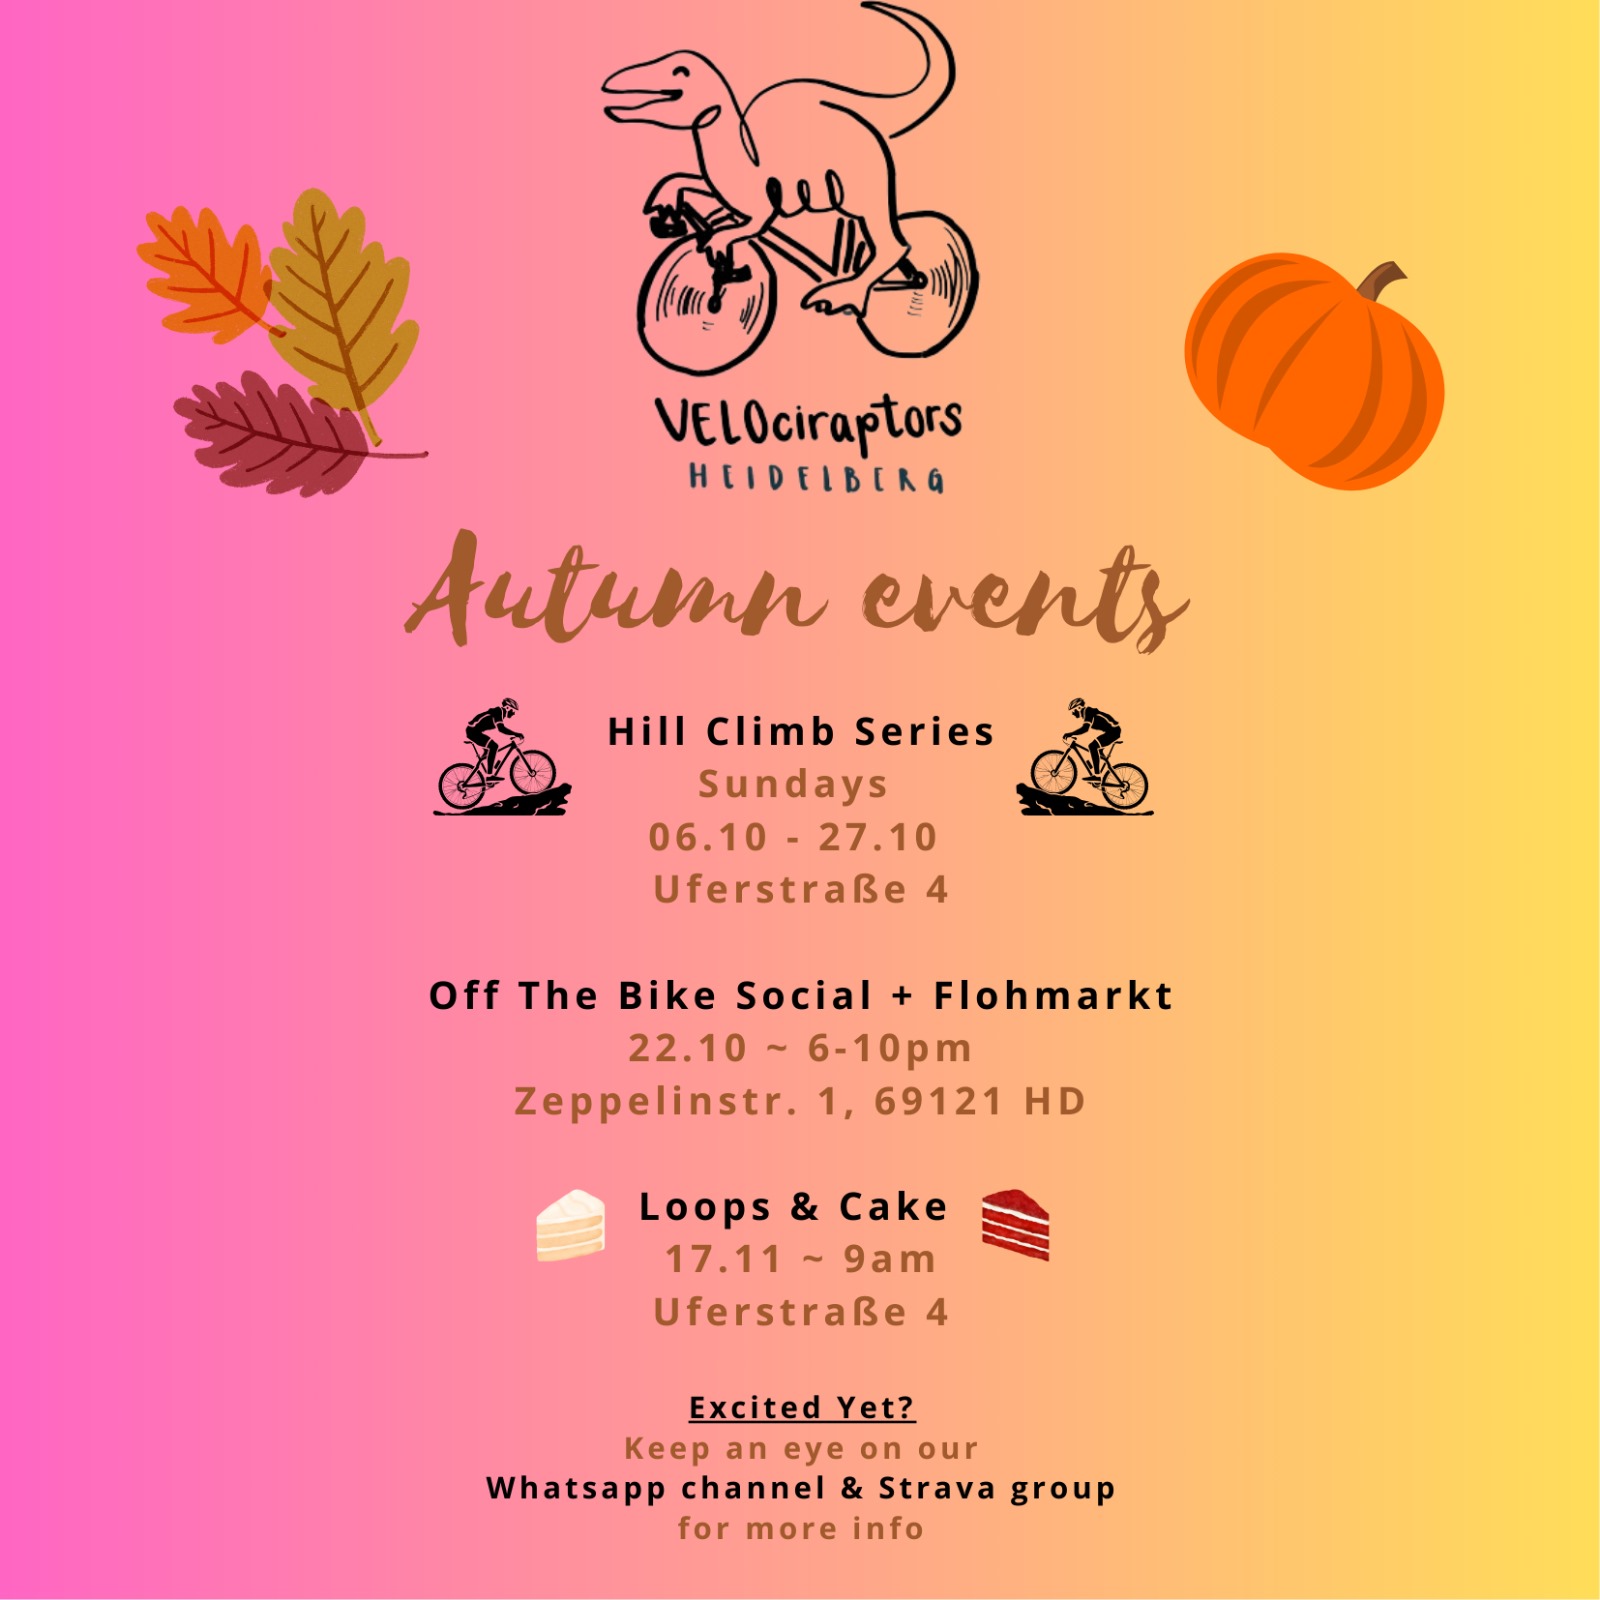 VELOciraptors
HEIDELBERG
Autumn events
Hill Climb Series
Sundays
06.10 - 27.10
Uferstraße 4
Off The Bike Social + Flohmarkt
22.10 ~ 6-10pm
Zeppelinstr. 1, 69121 HD
Loops & Cake
17.11 ~ 9am
Uferstraße 4
Excited Yet?
Keep an eye on our
Whatsapp channel & Strava group
for more info